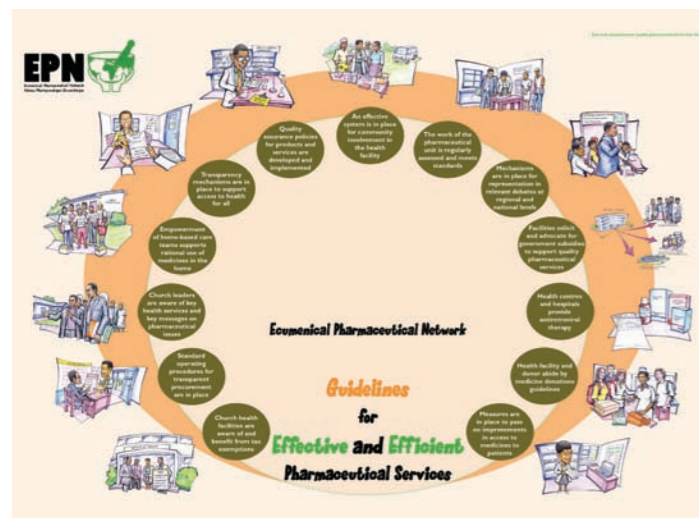 EPN
Ecumenical Pharmaceutical Network
An effective
system is in place
for community
involvement in
the health
facility
Quality
assurance policies
for products and
services are
developed and
implemented
The work of the
pharmaceutical
unit is regularly
assessed and meets
standards
Transparency
mechanisms are in
place to support
access to health
for all
Mechanisms
are in place for
representation in
relevant debates at
regional and
national levels
Empowerment
of home-based care
teams supports
rational use of
medicines in the
home
Facilities solicit
and advocate for
government subsidies
to support quality
pharmaceutical
services
Church leaders
are aware of key
health services and
key messages on
pharmaceutical
issues
Health centres
and hospitals
provide
antiretroviral
therapy
Standard
operating
procedures for
transparent
procurement are
in place
Health facility
and donor abide by
medicine donations
guidelines
Church health
facilities are
aware of and
benefit from tax
exemptions
Measures are
in place to pass
on improvements
in access to
medicines to
patients
Ecumenical Pharmaceutical Network
Guidelines
for
Effective and Efficient
Pharmaceutical Services